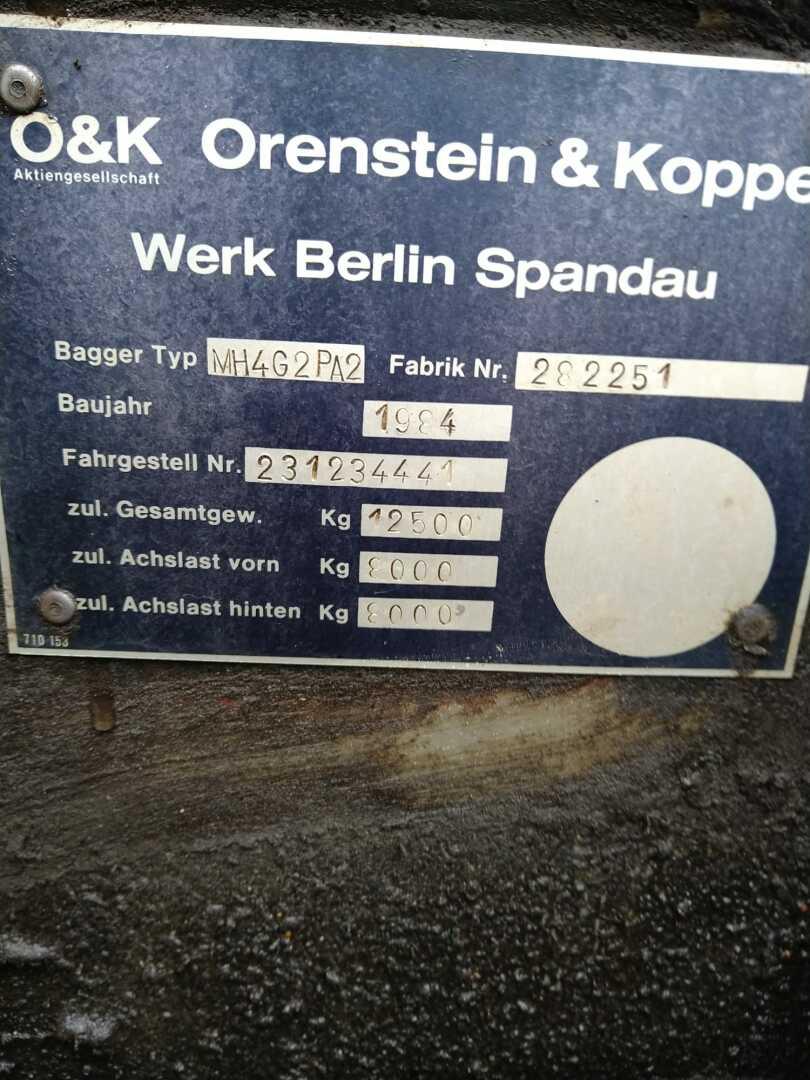 O&K Orenstein & Koppe
Aktiengesellschaft
Werk Berlin Spandau
Bagger Typ MH4G2PA2 Fabrik Nr. 282251
Baujahr 1984
Fahrgestell Nr. 231234441
zul. Gesamtgew. Kg 12500
zul. Achslast vorn Kg 8000
zul. Achslast hinten Kg 8000
710 153